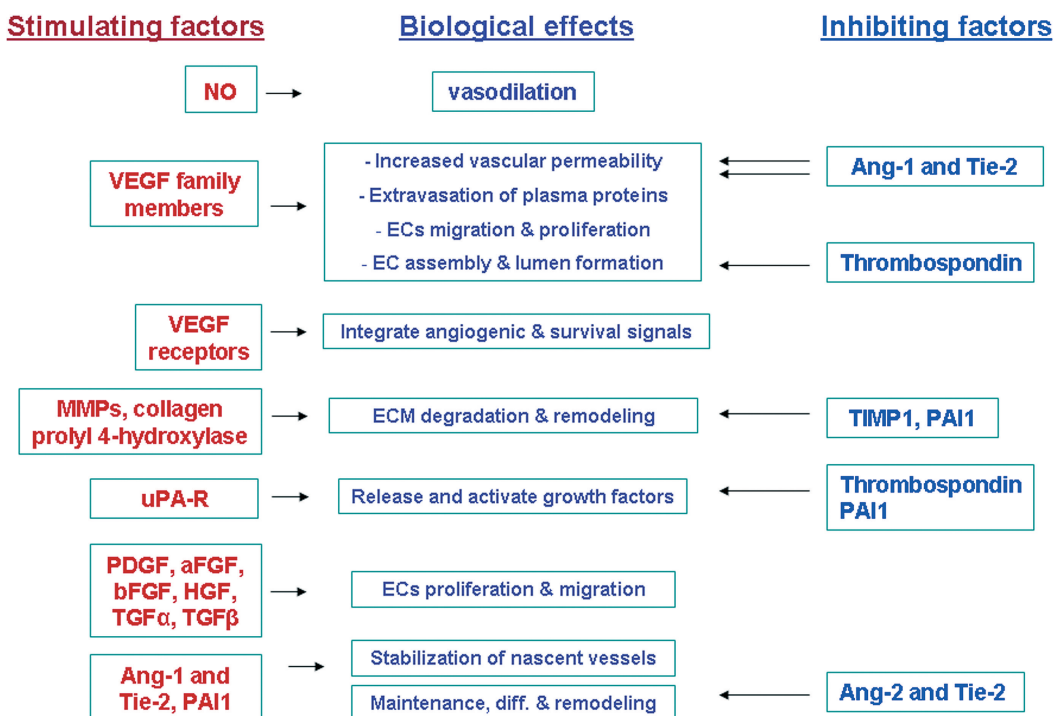 Stimulating factors
Biological effects
Inhibiting factors
NO
vasodilation
VEGF family
members
- Increased vascular permeability
- Extravasation of plasma proteins
- ECs migration & proliferation
- EC assembly & lumen formation
Ang-1 and Tie-2
Thrombospondin
VEGF
receptors
Integrate angiogenic & survival signals
MMPs, collagen
prolyl 4-hydroxylase
ECM degradation & remodeling
TIMP1, PAI1
uPA-R
Release and activate growth factors
Thrombospondin
PAI1
PDGF, aFGF,
bFGF, HGF,
TGFα, TGFβ
ECs proliferation & migration
Ang-1 and
Tie-2, PAI1
Stabilization of nascent vessels
Maintenance, diff. & remodeling
Ang-2 and Tie-2